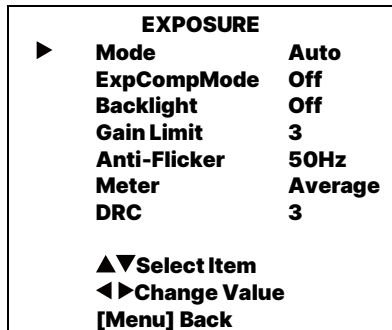 EXPOSURE
▶ Mode Auto
ExpCompMode Off
Backlight Off
Gain Limit 3
Anti-Flicker 50Hz
Meter Average
DRC 3
▲▼Select Item
◀ ▶Change Value
[Menu] Back